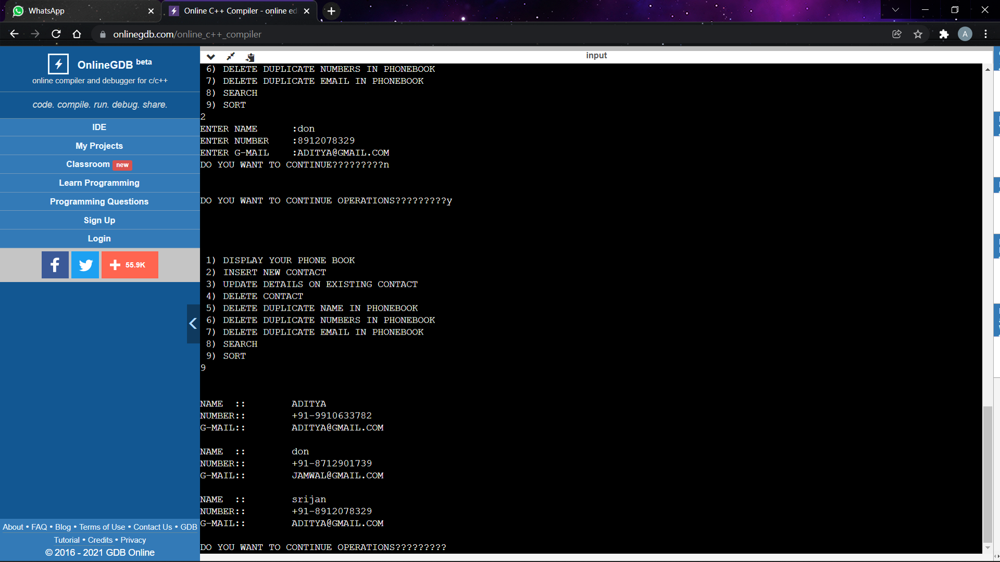 WhatsApp
Online C++ Compiler - online ed
onlinegdb.com/online_c++_compiler
A
OnlineGDB beta
online compiler and debugger for c/c++
code. compile. run. debug. share.
IDE
My Projects
Classroom new
Learn Programming
Programming Questions
Sign Up
Login
55.9K
About • FAQ • Blog • Terms of Use • Contact Us • GDB
Tutorial • Credits • Privacy
© 2016 - 2021 GDB Online
input
6) DELETE DUPLICATE NUMBERS IN PHONEBOOK
7) DELETE DUPLICATE EMAIL IN PHONEBOOK
8) SEARCH
9) SORT
2
ENTER NAME :don
ENTER NUMBER :8912078329
ENTER G-MAIL :ADITYA@GMAIL.COM
DO YOU WANT TO CONTINUE?????????n
DO YOU WANT TO CONTINUE OPERATIONS?????????y
1) DISPLAY YOUR PHONE BOOK
2) INSERT NEW CONTACT
3) UPDATE DETAILS ON EXISTING CONTACT
4) DELETE CONTACT
5) DELETE DUPLICATE NAME IN PHONEBOOK
6) DELETE DUPLICATE NUMBERS IN PHONEBOOK
7) DELETE DUPLICATE EMAIL IN PHONEBOOK
8) SEARCH
9) SORT
9
NAME :: ADITYA
NUMBER:: +91-9910633782
G-MAIL:: ADITYA@GMAIL.COM
NAME :: don
NUMBER:: +91-8712901739
G-MAIL:: JAMWAL@GMAIL.COM
NAME :: srijan
NUMBER:: +91-8912078329
G-MAIL:: ADITYA@GMAIL.COM
DO YOU WANT TO CONTINUE OPERATIONS?????????